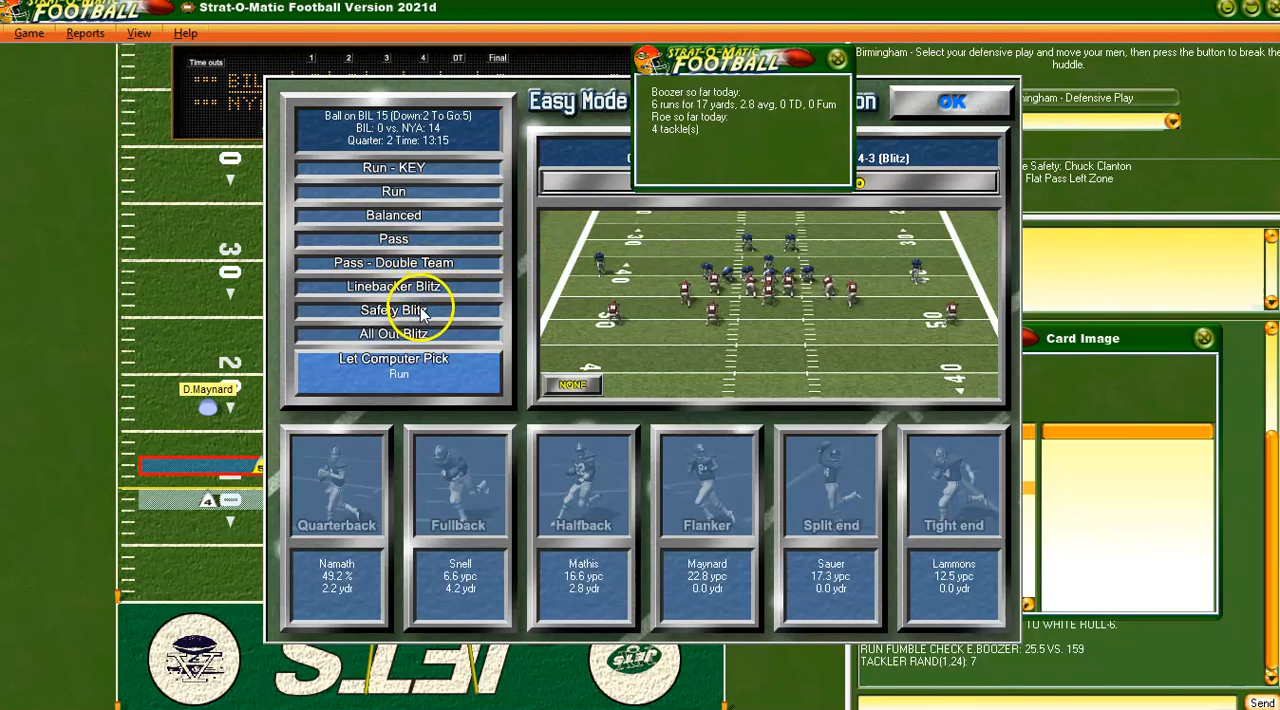 Strat-O-Matic Football Version 2021d
FOOTBALL
Game Reports View Help
Time outs 1 2 3 4 OT Final
*** BIL
*** NY
STRAT-O-MATIC
FOOTBALL
Boozer so far today:
6 runs for 17 yards, 2.8 avg, 0 TD, 0 Fum
Roe so far today:
4 tackle(s)
Birmingham - Select your defensive play and move your men, then press the button to break the
huddle.
mingham - Defensive Play
e Safety: Chuck Clanton
Flat Pass Left Zone
Easy Mode
on
OK
Ball on BIL 15 (Down:2 To Go:5)
BIL: 0 vs. NYA: 14
Quarter: 2 Time: 13:15
Run - KEY
Run
Balanced
Pass
Pass - Double Team
Linebacker Blitz
Safety Blitz
All Out Blitz
Let Computer Pick
Run
4-3 (Blitz)
NONE
D.Maynard
4
Card Image
Quarterback
Namath
49.2 %
2.2 ydr
Fullback
Snell
6.6 ypc
4.2 ydr
*Halfback
Mathis
16.6 ypc
2.8 ydr
Flanker
Maynard
22.8 ypc
0.0 ydr
Split end
Sauer
17.3 ypc
0.0 ydr
Tight end
Lammons
12.5 ypc
0.0 ydr
TO WHITE HULL-6.
RUN FUMBLE CHECK E.BOOZER: 25.5 VS. 159
TACKLER RAND(1,24): 7
Send